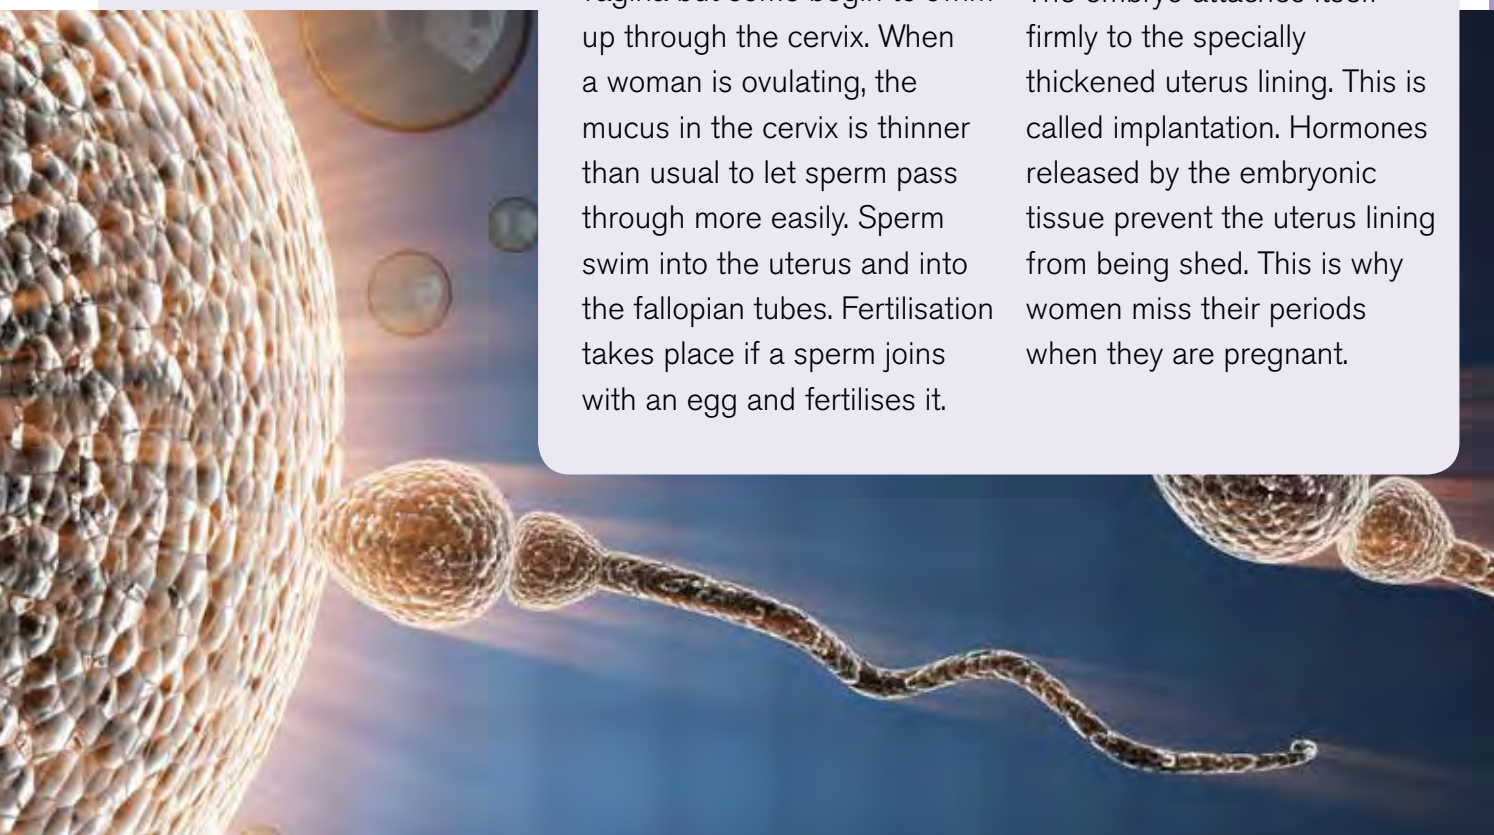 up through the cervix. When
a woman is ovulating, the
mucus in the cervix is thinner
than usual to let sperm pass
through more easily. Sperm
swim into the uterus and into
the fallopian tubes. Fertilisation
takes place if a sperm joins
with an egg and fertilises it.
The embryo attaches itself
firmly to the specially
thickened uterus lining. This is
called implantation. Hormones
released by the embryonic
tissue prevent the uterus lining
from being shed. This is why
women miss their periods
when they are pregnant.